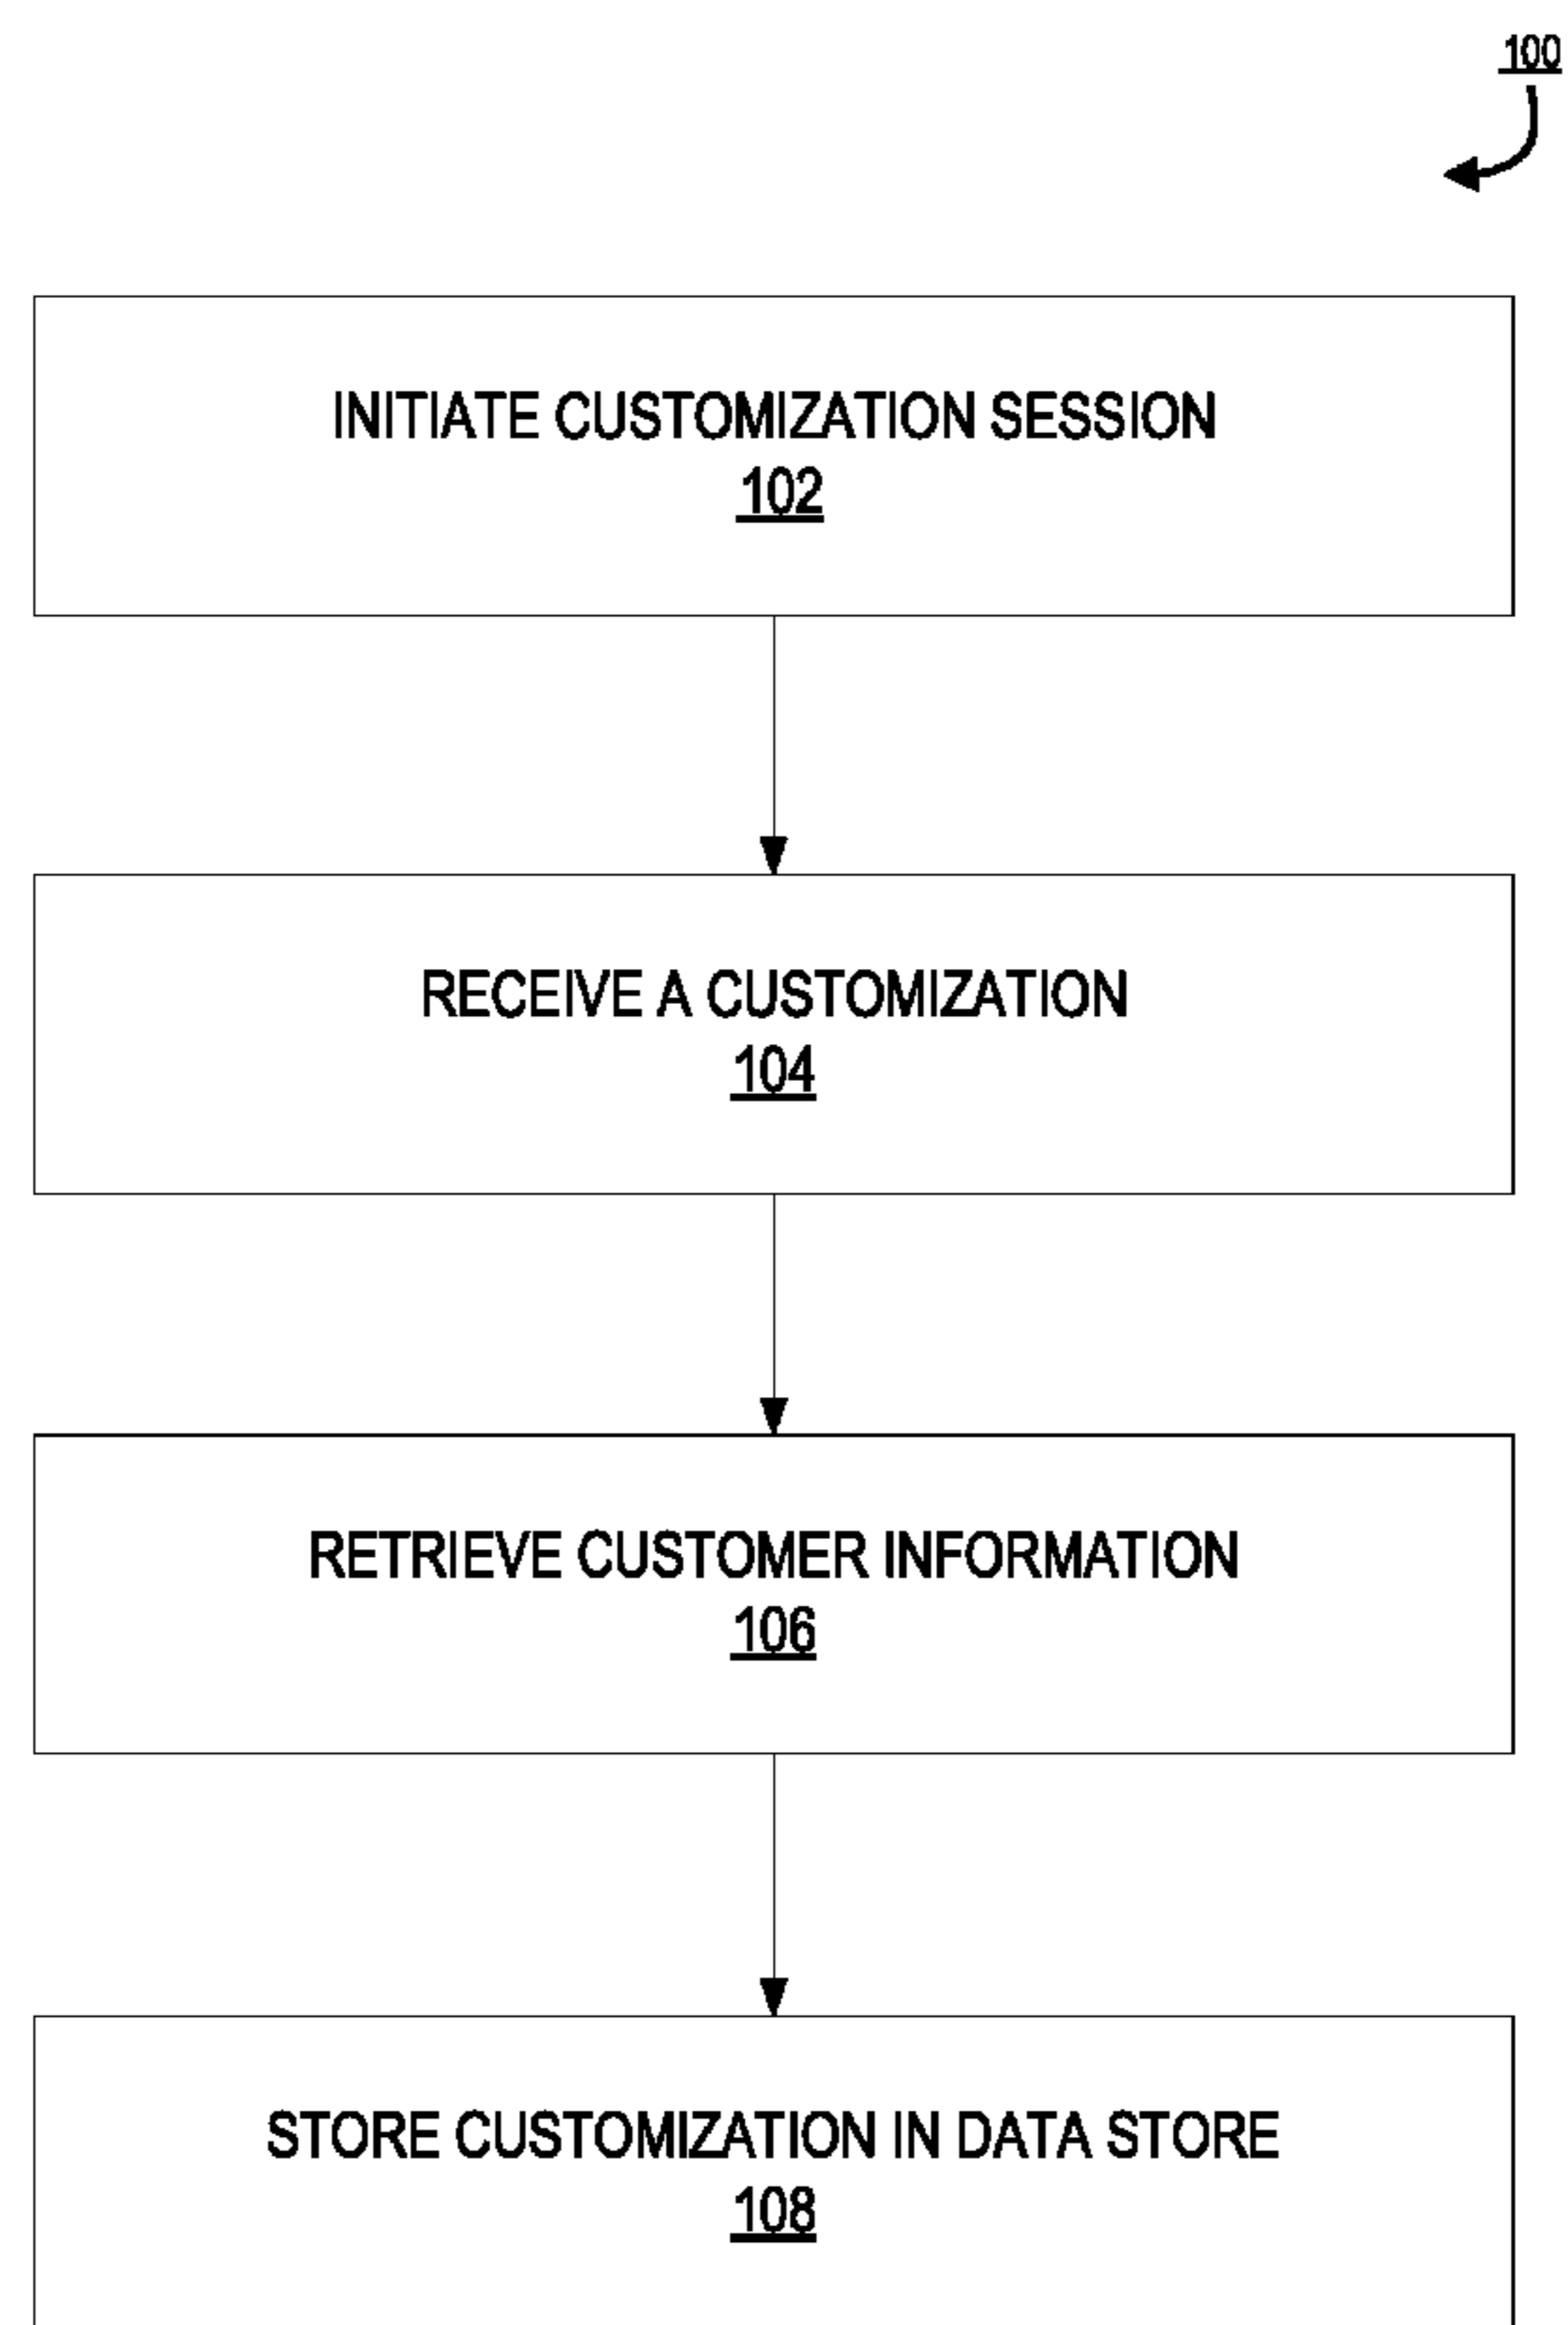 100
INITIATE CUSTOMIZATION SESSION
102
RECEIVE A CUSTOMIZATION
104
RETRIEVE CUSTOMER INFORMATION
106
STORE CUSTOMIZATION IN DATA STORE
108